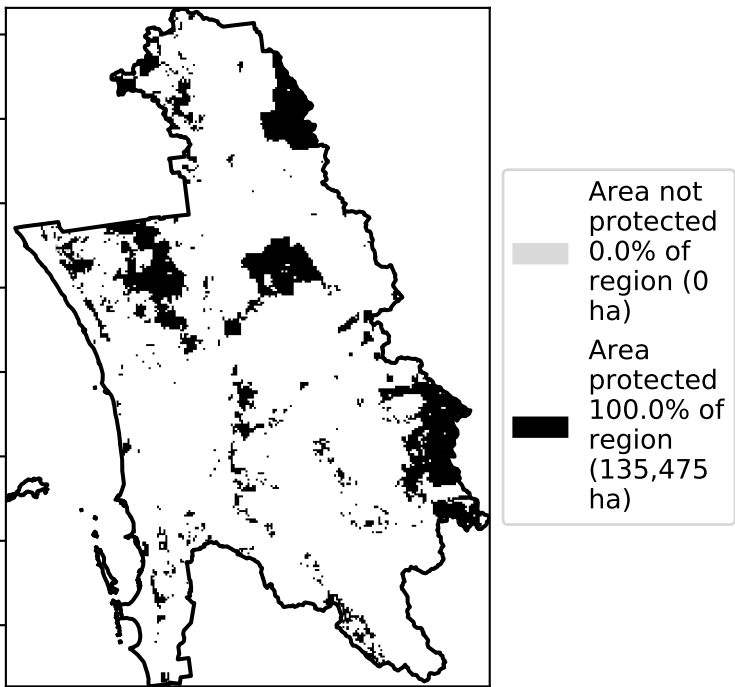 Area not
protected
0.0% of
region (0
ha)
Area
protected
100.0% of
region
(135,475
ha)